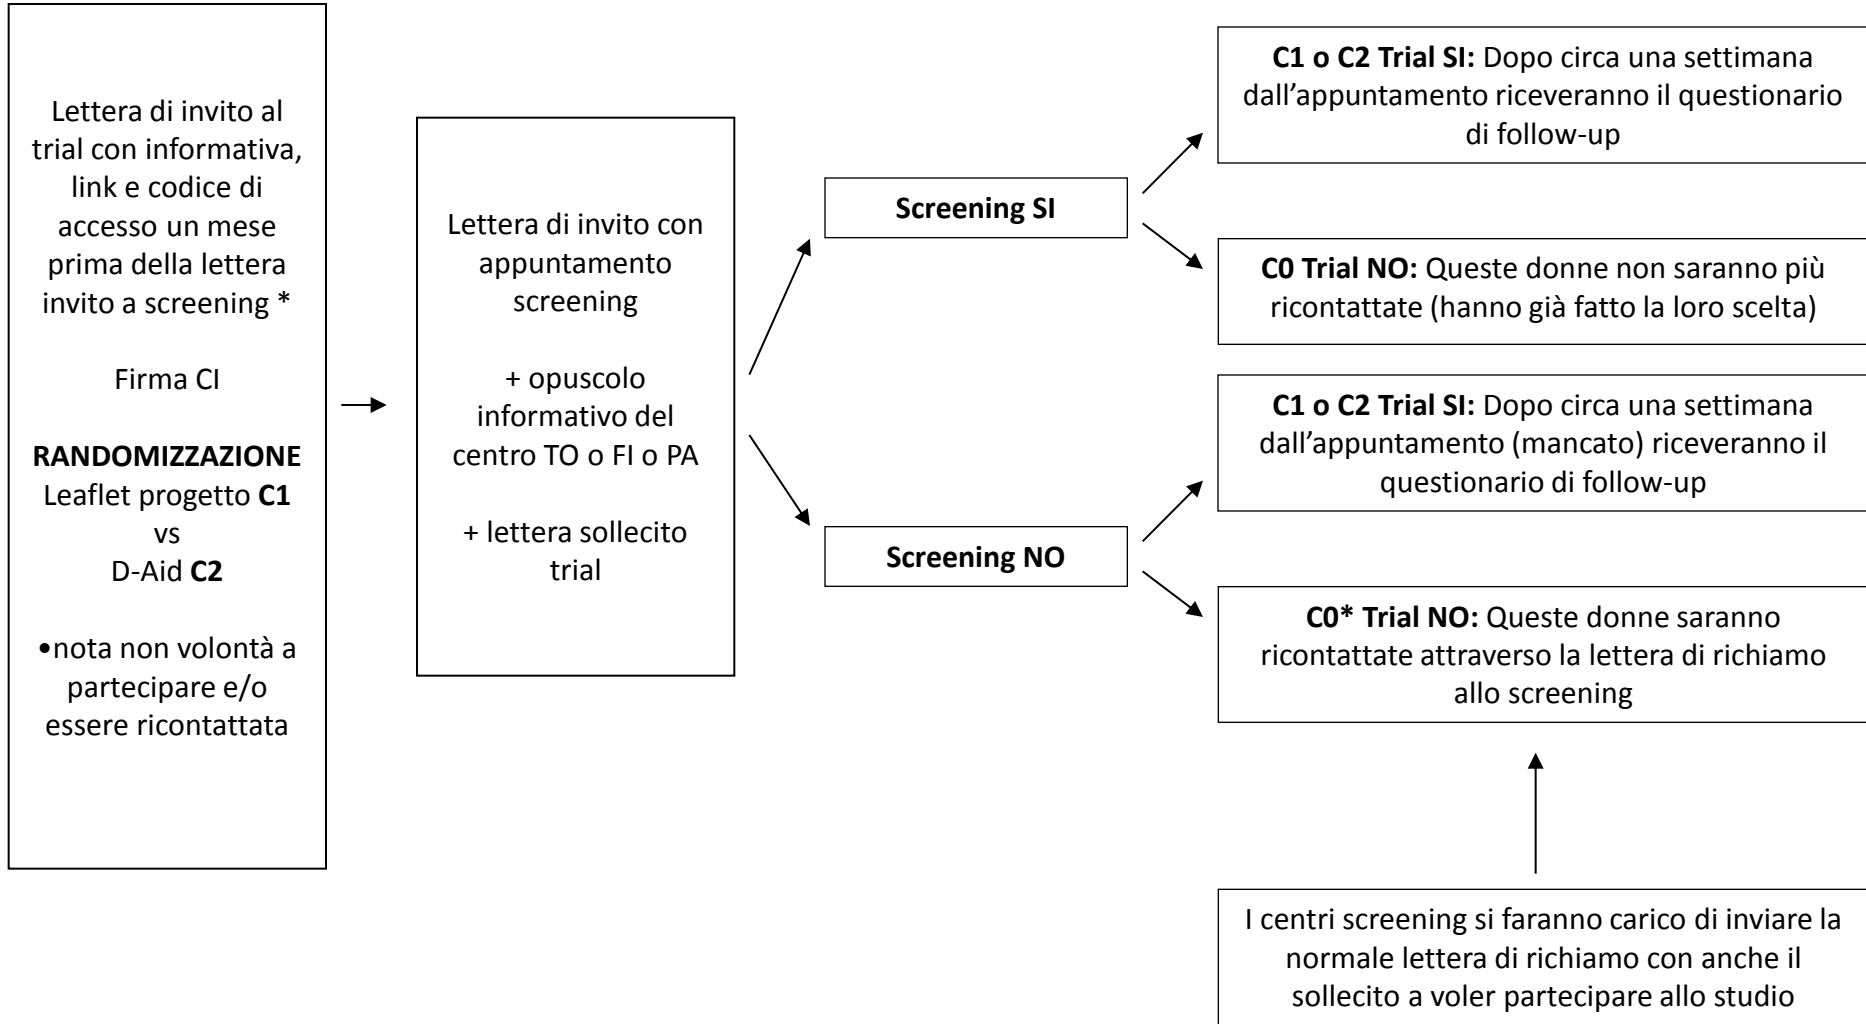 Lettera di invito al
trial con informativa,
link e codice di
accesso un mese
prima della lettera
invito a screening *
Firma CI
RANDOMIZZAZIONE
Leaflet progetto C1
vs
D-Aid C2
•nota non volontà a
partecipare e/o
essere ricontattata
Lettera di invito con
appuntamento
screening
+ opuscolo
informativo del
centro TO o FI o PA
+ lettera sollecito
trial
Screening SI
Screening NO
C1 o C2 Trial SI: Dopo circa una settimana
dall’appuntamento riceveranno il questionario
di follow-up
C0 Trial NO: Queste donne non saranno più
ricontattate (hanno già fatto la loro scelta)
C1 o C2 Trial SI: Dopo circa una settimana
dall’appuntamento (mancato) riceveranno il
questionario di follow-up
C0* Trial NO: Queste donne saranno
ricontattate attraverso la lettera di richiamo
allo screening
I centri screening si faranno carico di inviare la
normale lettera di richiamo con anche il
sollecito a voler partecipare allo studio